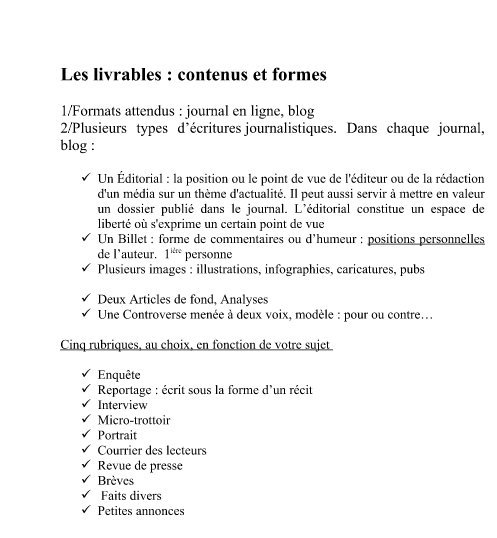 Les livrables : contenus et formes
1/Formats attendus : journal en ligne, blog
2/Plusieurs types d'écritures journalistiques. Dans chaque journal,
blog :
✓ Un Éditorial : la position ou le point de vue de l'éditeur ou de la rédaction
d'un média sur un thème d'actualité. Il peut aussi servir à mettre en valeur
un dossier publié dans le journal. L'éditorial constitue un espace de
liberté où s'exprime un certain point de vue
✓ Un Billet : forme de commentaires ou d'humeur : positions personnelles
de l'auteur. 1ière personne
✓ Plusieurs images : illustrations, infographies, caricatures, pubs
✓ Deux Articles de fond, Analyses
✓ Une Controverse menée à deux voix, modèle : pour ou contre…
Cinq rubriques, au choix, en fonction de votre sujet
✓ Enquête
✓ Reportage : écrit sous la forme d'un récit
✓ Interview
✓ Micro-trottoir
✓ Portrait
✓ Courrier des lecteurs
✓ Revue de presse
✓ Brèves
✓ Faits divers
✓ Petites annonces